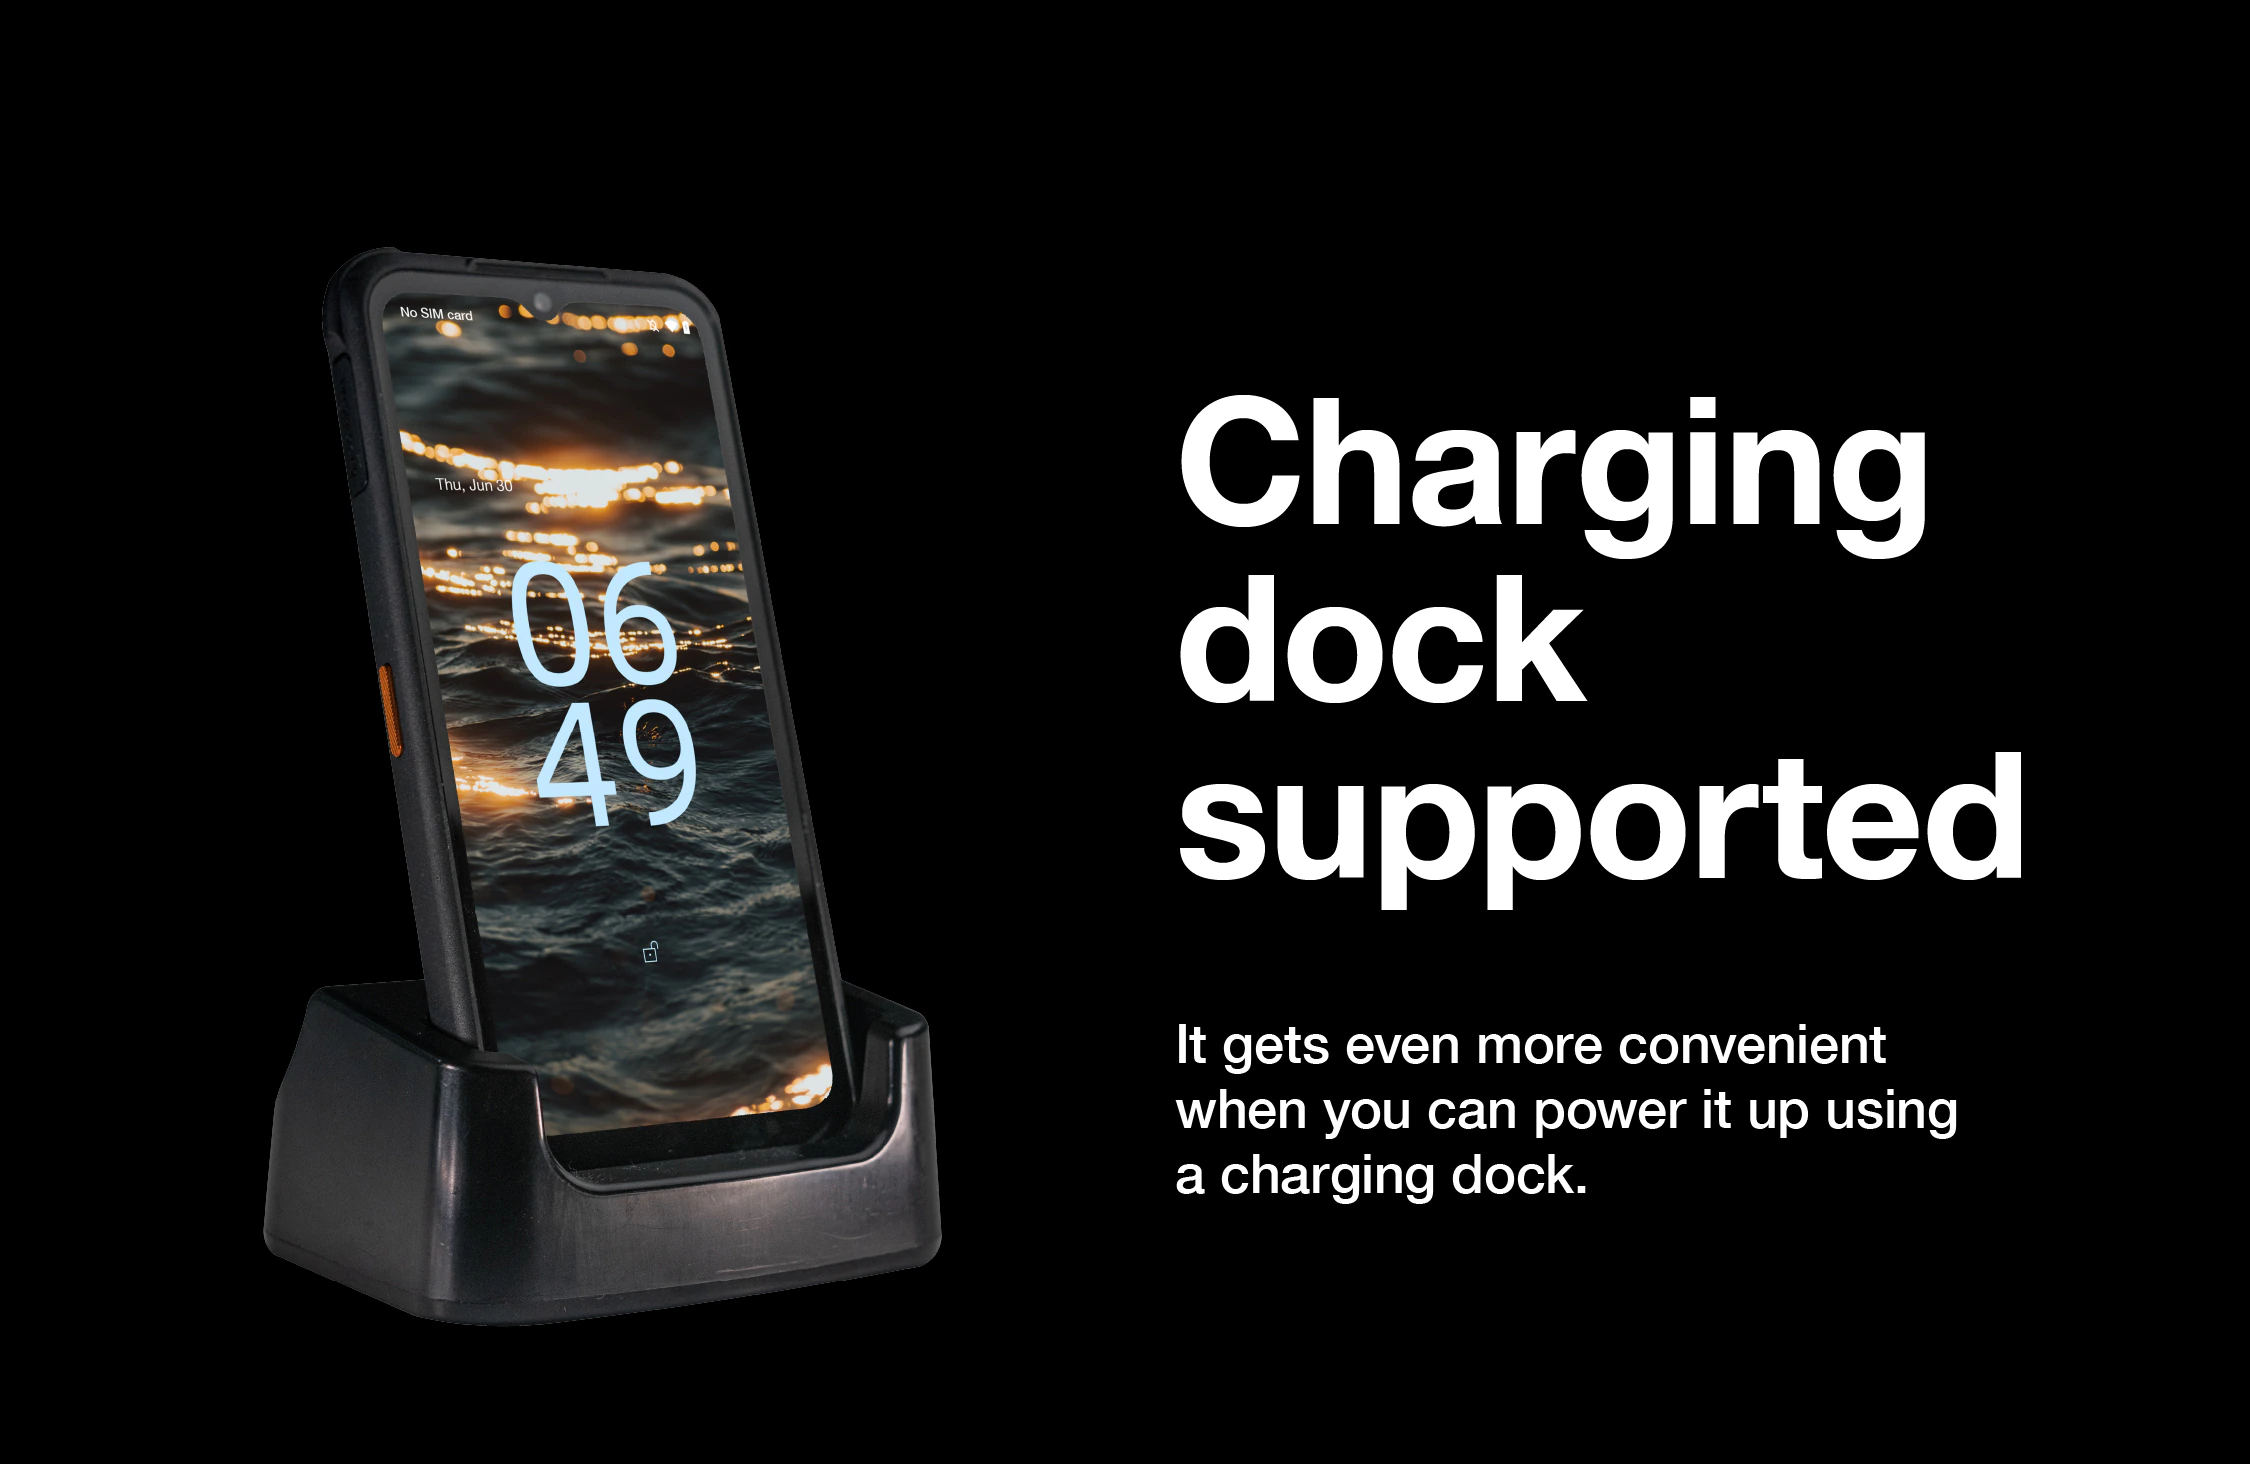 No SIM card
Thu, Jun 30
06
49
Charging
dock
supported
It gets even more convenient
when you can power it up using
a charging dock.